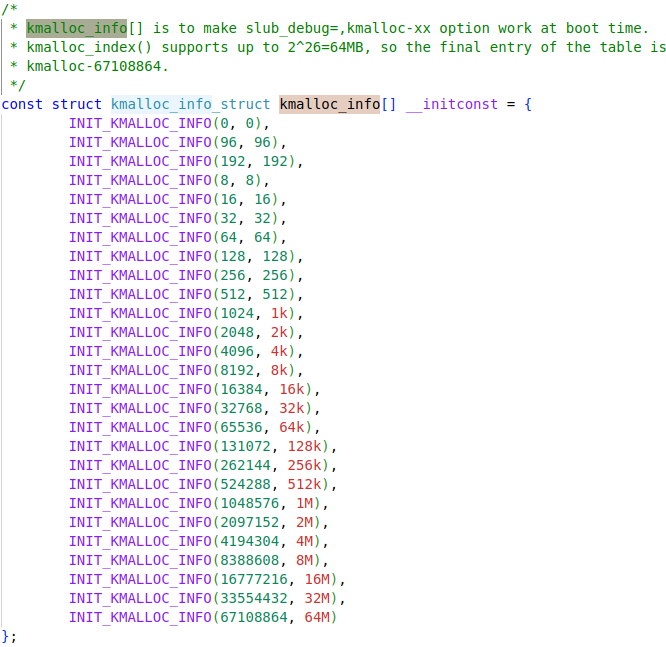 /*
 * kmalloc_info[] is to make slub_debug=,kmalloc-xx option work at boot time.
 * kmalloc_index() supports up to 2^26=64MB, so the final entry of the table is
 * kmalloc-67108864.
 */
const struct kmalloc_info_struct kmalloc_info[] __initconst = {
        INIT_KMALLOC_INFO(0, 0),
        INIT_KMALLOC_INFO(96, 96),
        INIT_KMALLOC_INFO(192, 192),
        INIT_KMALLOC_INFO(8, 8),
        INIT_KMALLOC_INFO(16, 16),
        INIT_KMALLOC_INFO(32, 32),
        INIT_KMALLOC_INFO(64, 64),
        INIT_KMALLOC_INFO(128, 128),
        INIT_KMALLOC_INFO(256, 256),
        INIT_KMALLOC_INFO(512, 512),
        INIT_KMALLOC_INFO(1024, 1k),
        INIT_KMALLOC_INFO(2048, 2k),
        INIT_KMALLOC_INFO(4096, 4k),
        INIT_KMALLOC_INFO(8192, 8k),
        INIT_KMALLOC_INFO(16384, 16k),
        INIT_KMALLOC_INFO(32768, 32k),
        INIT_KMALLOC_INFO(65536, 64k),
        INIT_KMALLOC_INFO(131072, 128k),
        INIT_KMALLOC_INFO(262144, 256k),
        INIT_KMALLOC_INFO(524288, 512k),
        INIT_KMALLOC_INFO(1048576, 1M),
        INIT_KMALLOC_INFO(2097152, 2M),
        INIT_KMALLOC_INFO(4194304, 4M),
        INIT_KMALLOC_INFO(8388608, 8M),
        INIT_KMALLOC_INFO(16777216, 16M),
        INIT_KMALLOC_INFO(33554432, 32M),
        INIT_KMALLOC_INFO(67108864, 64M)
};